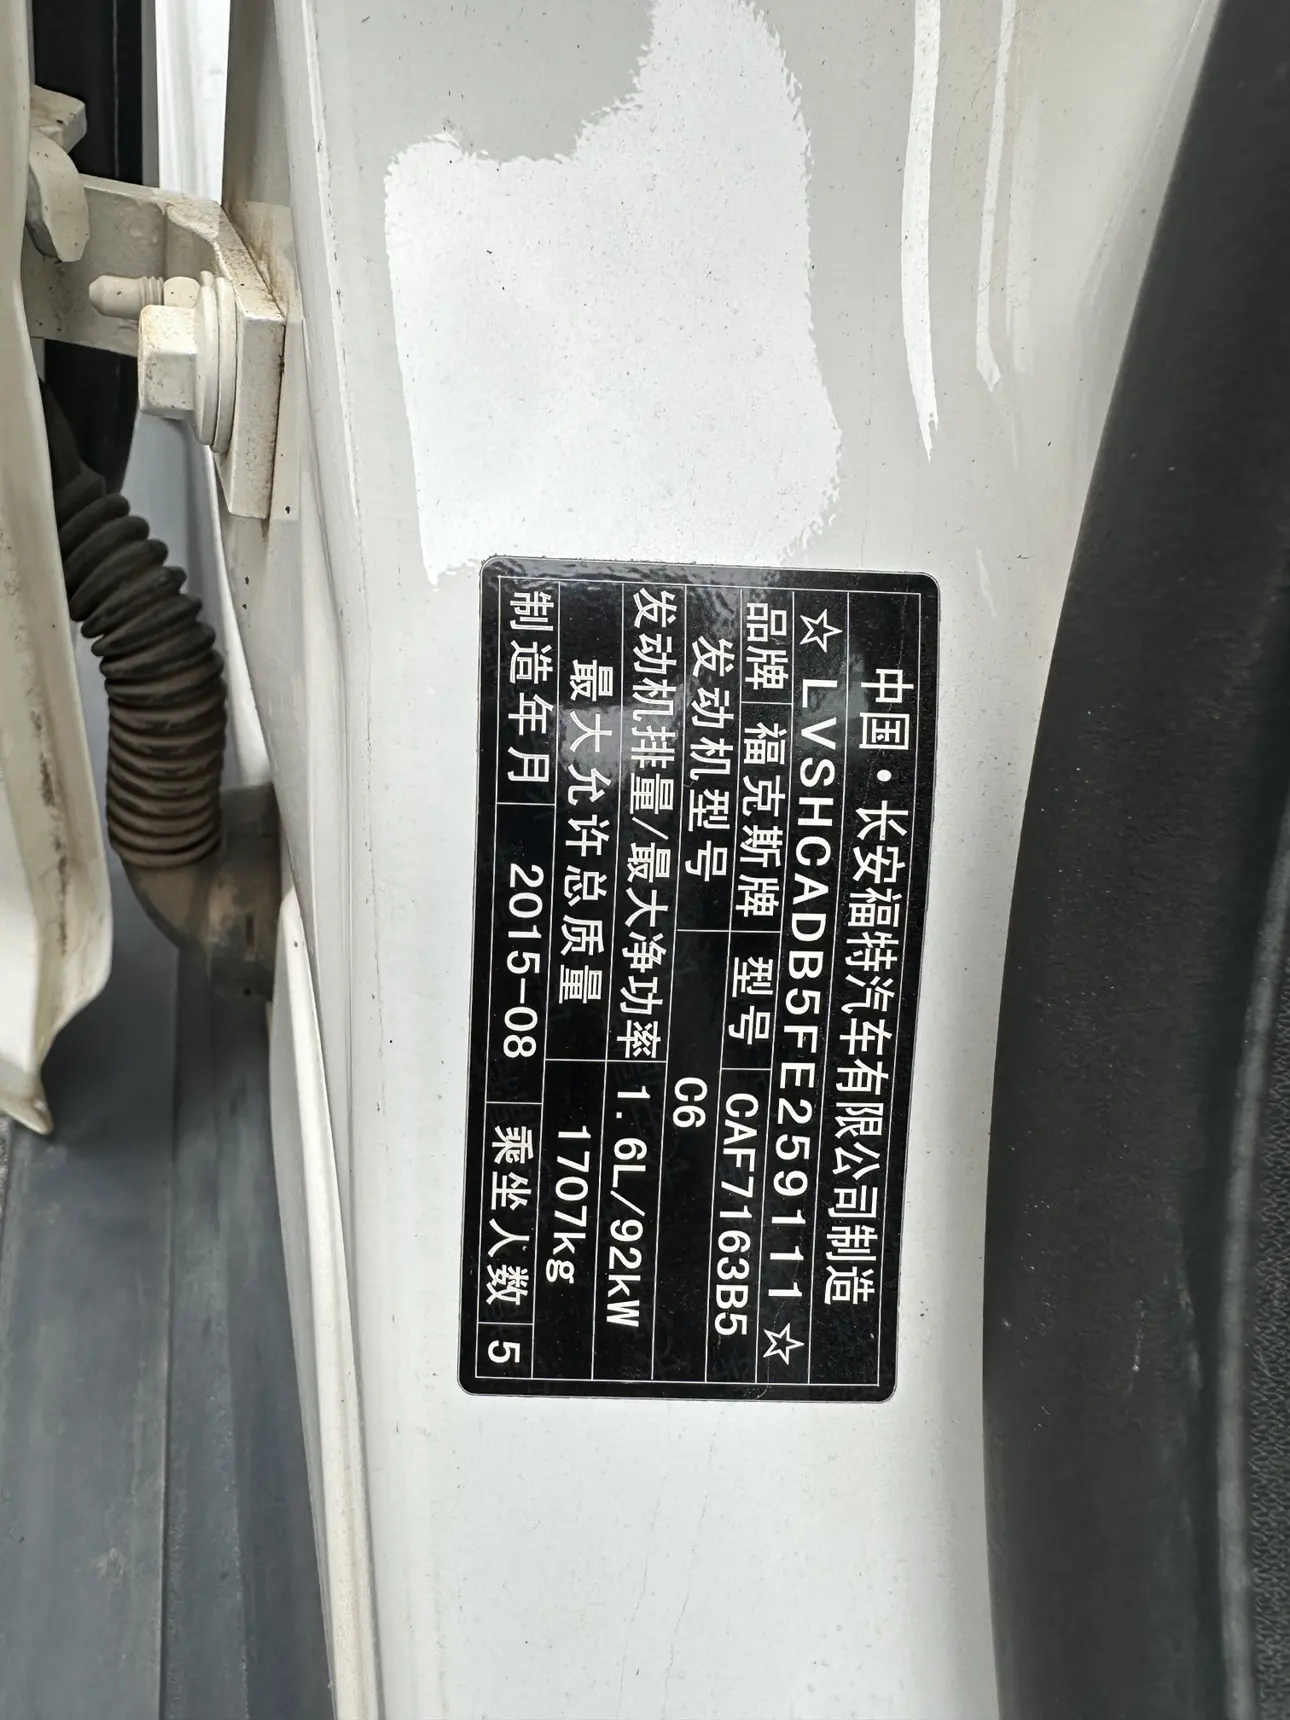 中国·长安福特汽车有限公司制造
☆ LVSHCADB5FE259111 ☆
品牌 福克斯牌 型号 CAF7163B5
发动机型号 C6
发动机排量/最大净功率 1.6L/92kW
最大允许总质量 1707kg
制造年月 2015-08 乘坐人数 5